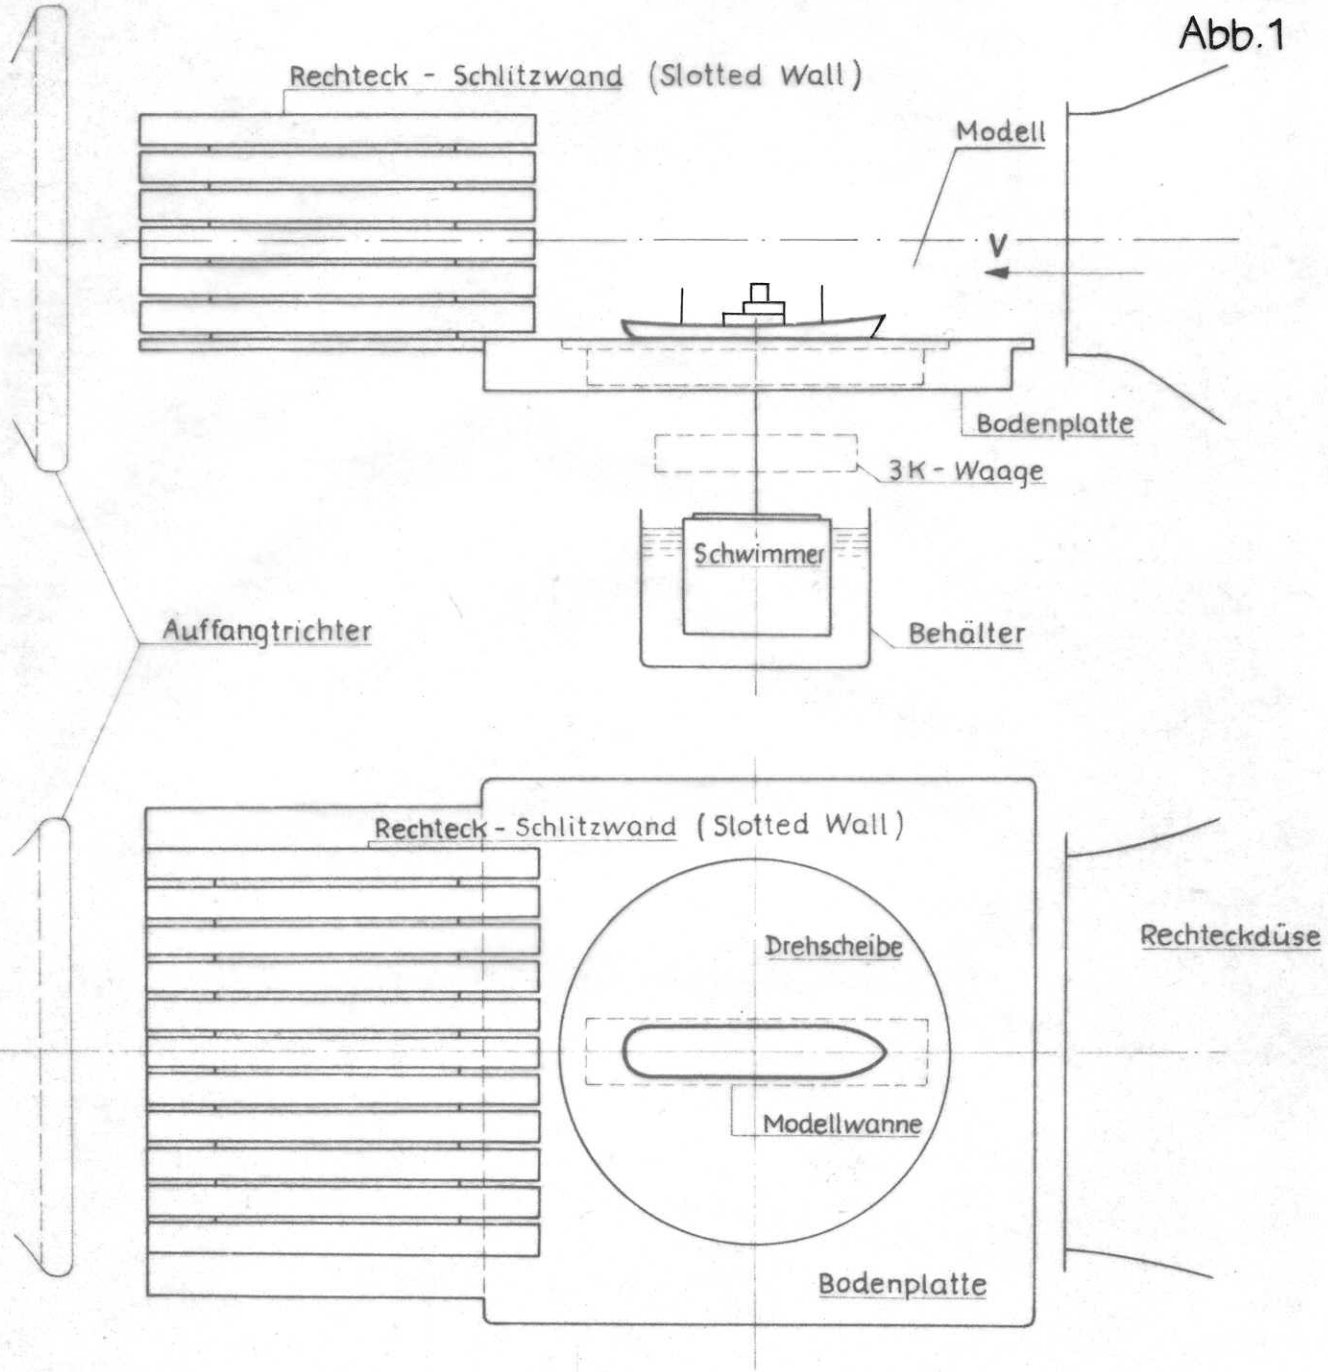 Abb.1
Rechteck - Schlitzwand (Slotted Wall)
Modell
V
Bodenplatte
3K - Waage
Schwimmer
Auffangtrichter
Behälter
Rechteck - Schlitzwand (Slotted Wall)
Drehscheibe
Rechteckdüse
Modellwanne
Bodenplatte